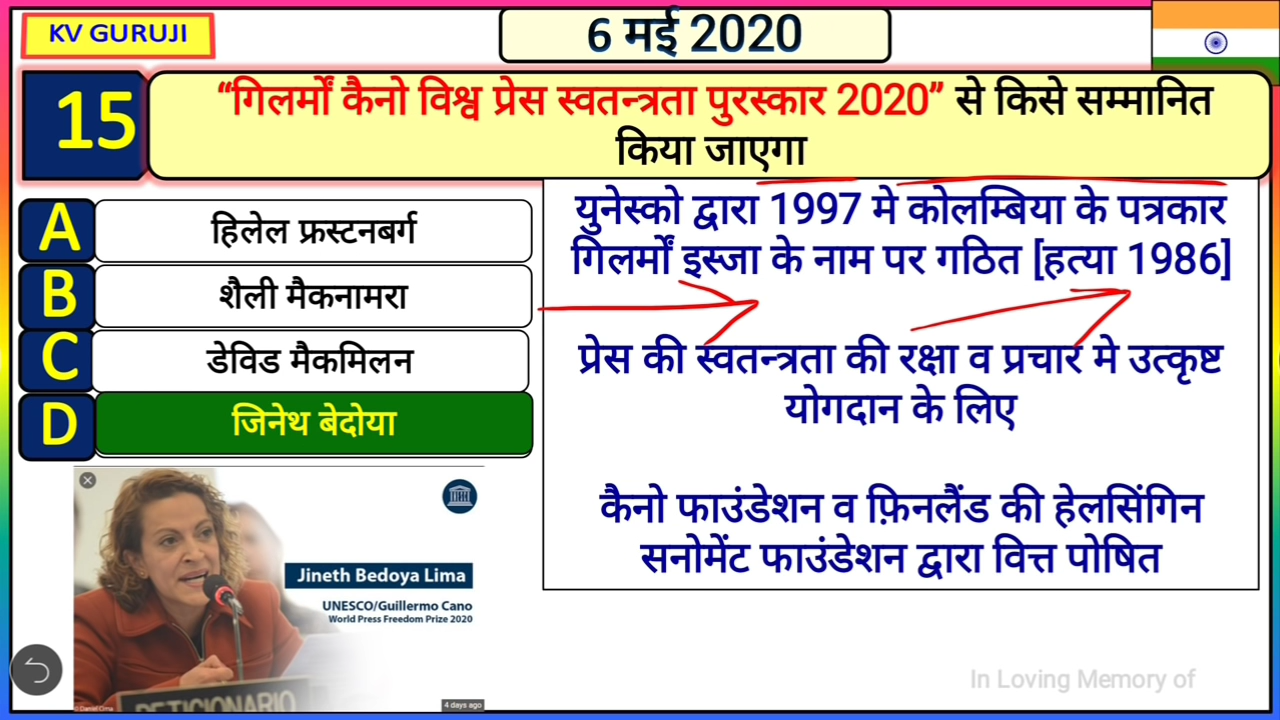 KV GURUJI
6 मई 2020
15
“गिलर्मों कैनो विश्व प्रेस स्वतन्त्रता पुरस्कार 2020” से किसे सम्मानित
किया जाएगा
A
हिलेल फ्रस्टनबर्ग
B
शैली मैकनामरा
C
डेविड मैकमिलन
D
जिनेथ बेदोया
युनेस्को द्वारा 1997 मे कोलम्बिया के पत्रकार
गिलर्मों इस्जा के नाम पर गठित [हत्या 1986]
प्रेस की स्वतन्त्रता की रक्षा व प्रचार मे उत्कृष्ट
योगदान के लिए
कैनो फाउंडेशन व फ़िनलैंड की हेलसिंगिन
सनोमेंट फाउंडेशन द्वारा वित्त पोषित
Jineth Bedoya Lima
UNESCO/Guillermo Cano
World Press Freedom Prize 2020
PETICIONARIO
4 days ago
In Loving Memory of